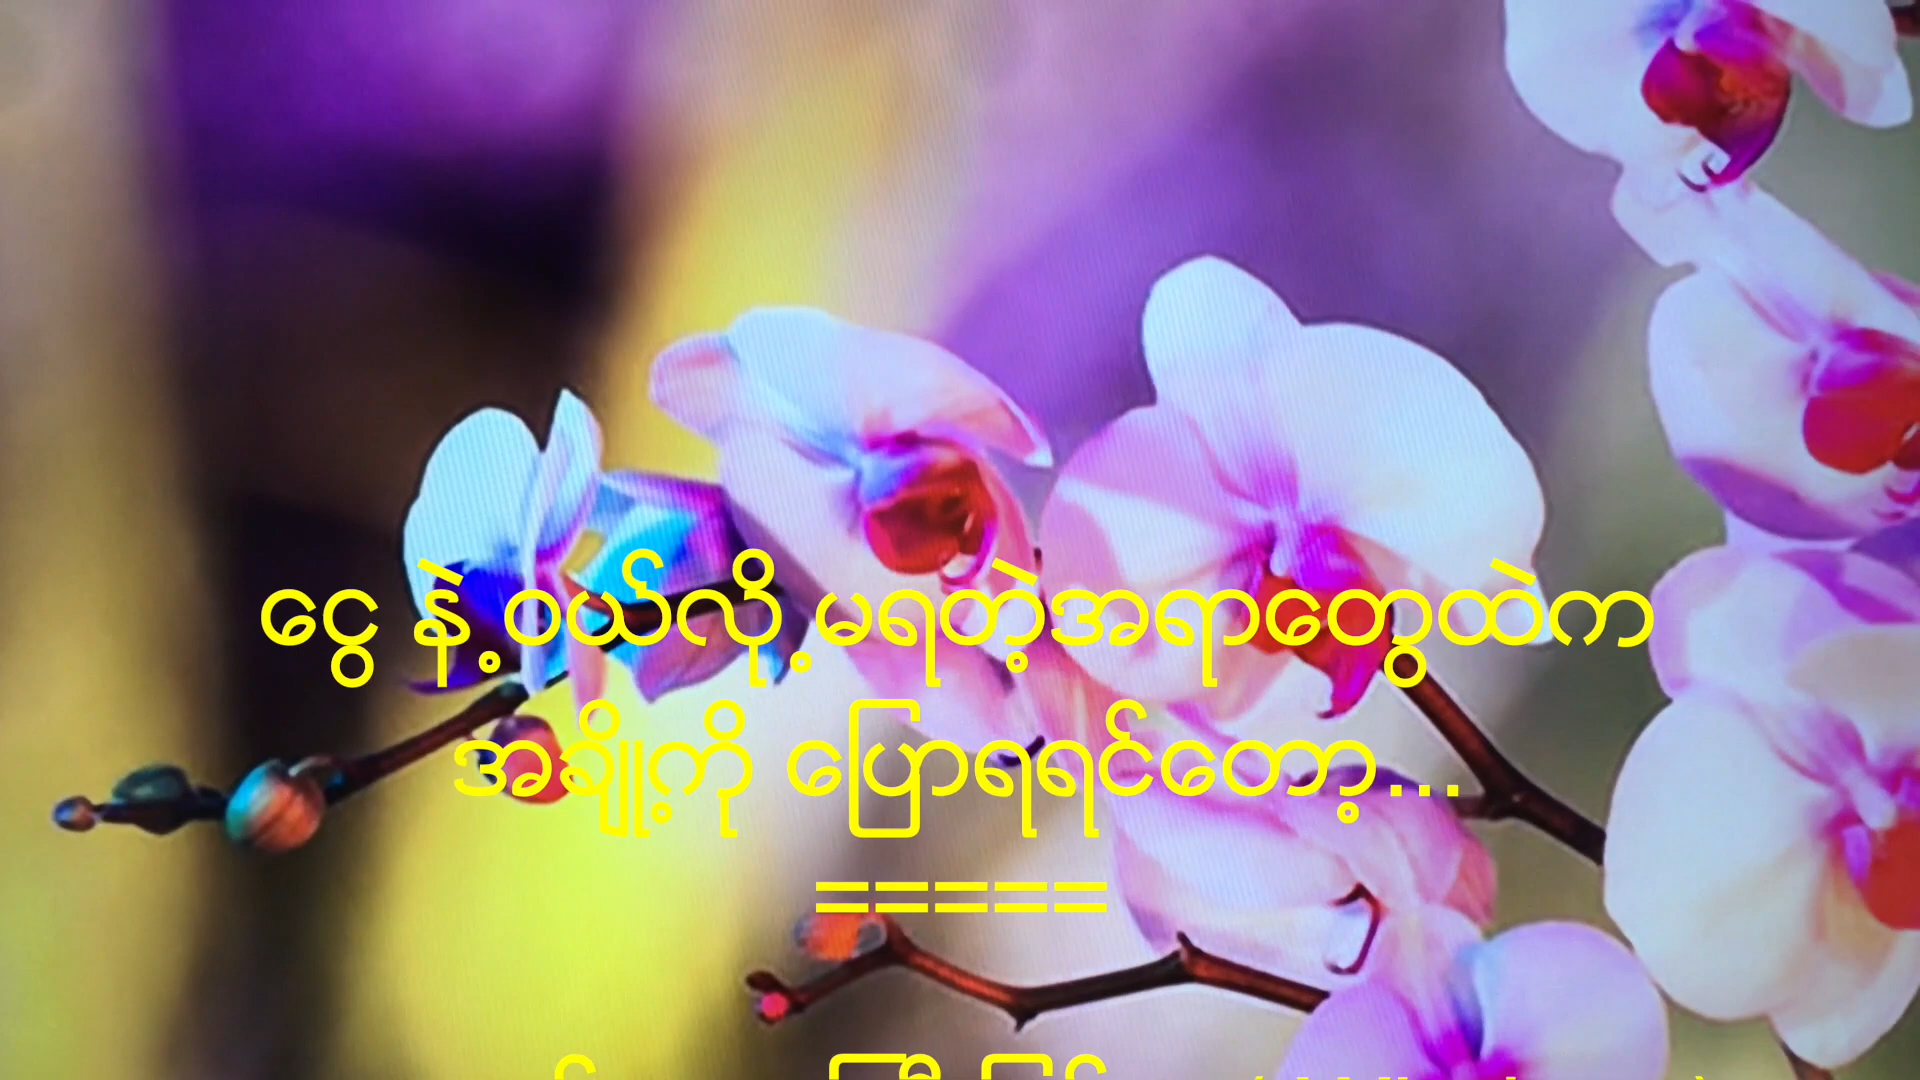 ငွေ နဲ့ ဝယ်လို့ မရတဲ့အရာတွေထဲက
အချို့ကို ပြောရရင်တော့...
=====